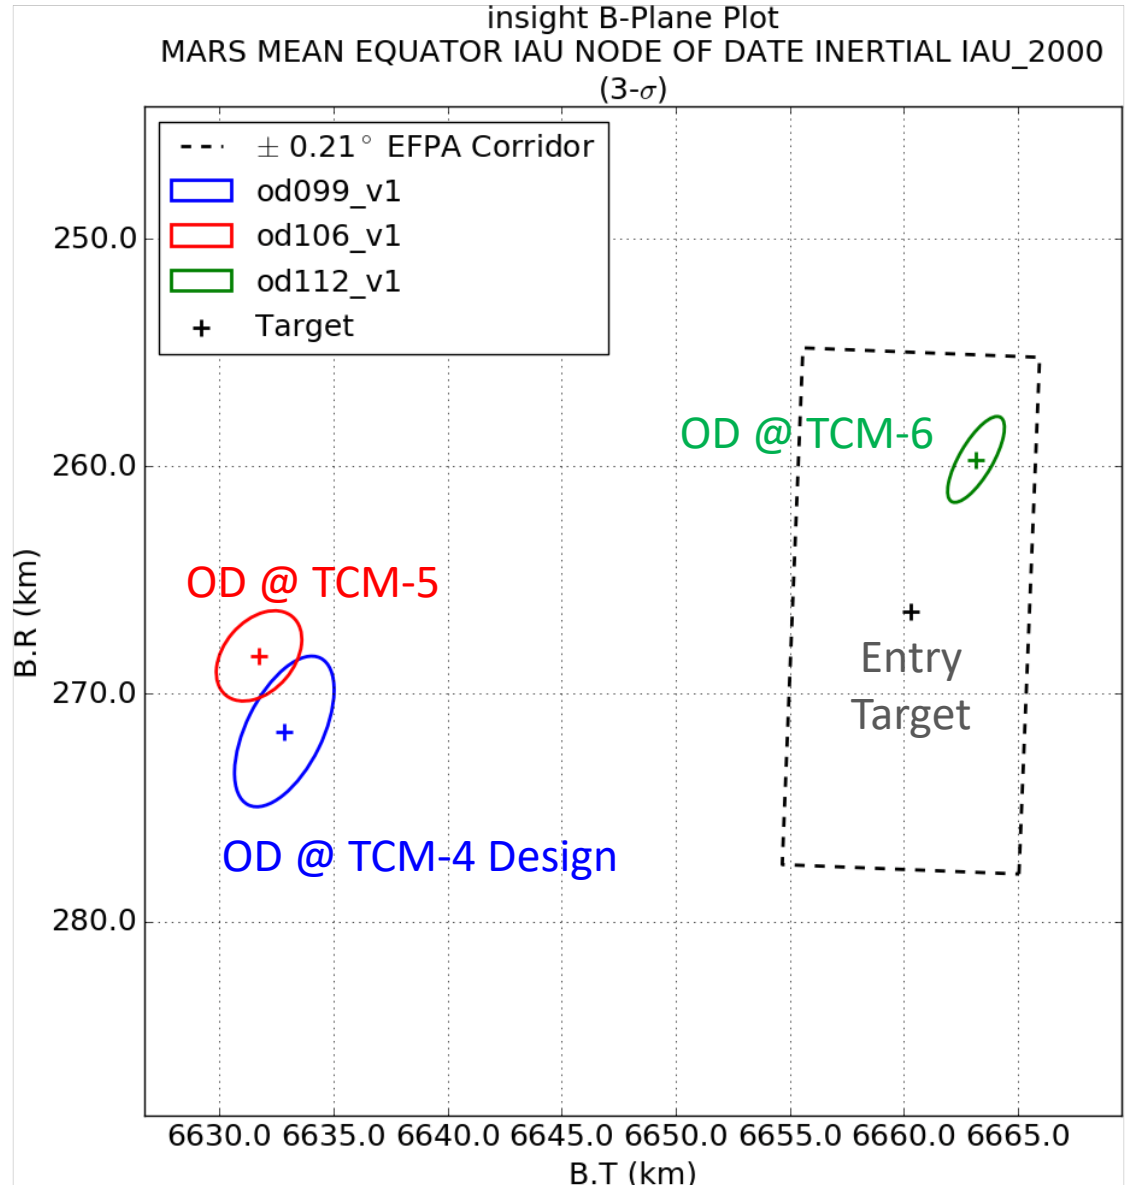 insight B-Plane Plot
MARS MEAN EQUATOR IAU NODE OF DATE INERTIAL IAU_2000
(3-σ)
± 0.21° EFPA Corridor
od099_v1
od106_v1
od112_v1
Target
250.0
260.0
270.0
280.0
B.R (km)
OD @ TCM-6
OD @ TCM-5
Entry
Target
OD @ TCM-4 Design
6630.0 6635.0 6640.0 6645.0 6650.0 6655.0 6660.0 6665.0
B.T (km)